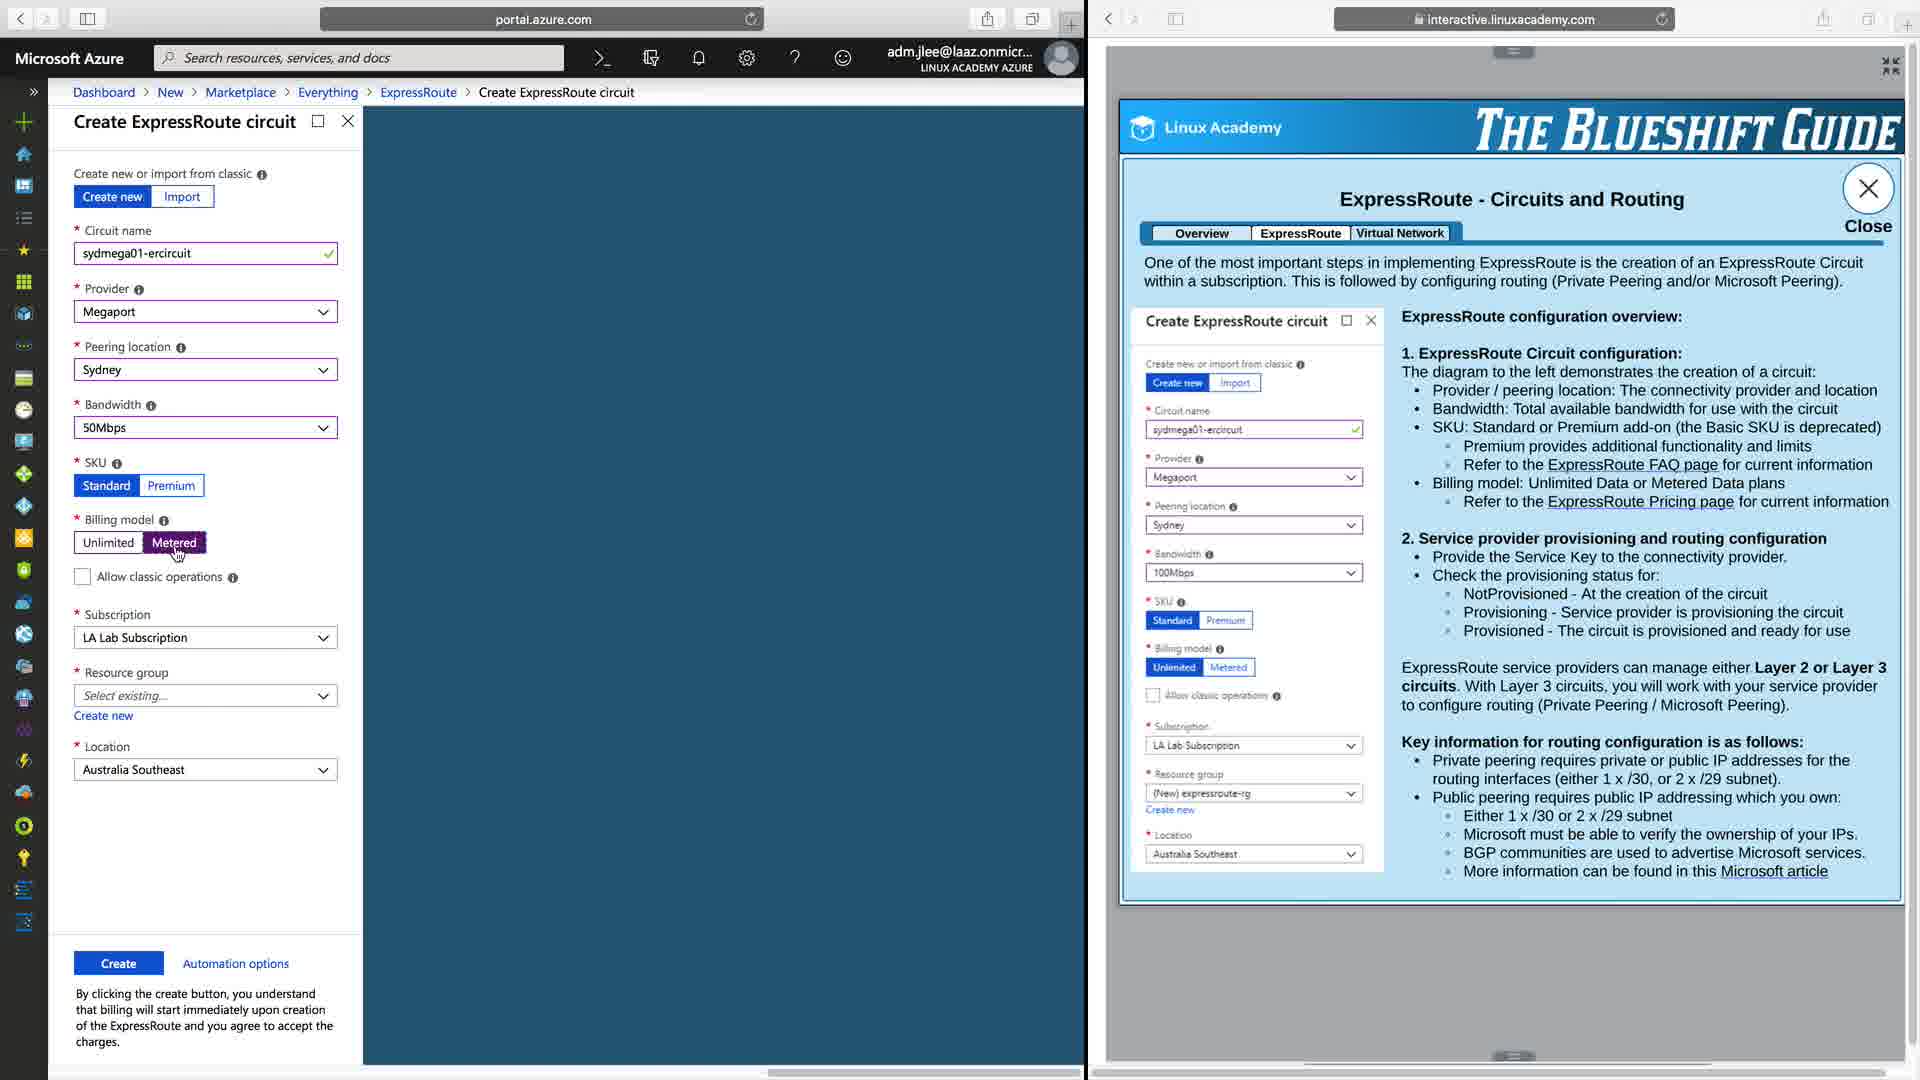 portal.azure.com
Microsoft Azure
Search resources, services, and docs
adm.jlee@laaz.onmicr...
LINUX ACADEMY AZURE
Dashboard > New > Marketplace > Everything > ExpressRoute > Create ExpressRoute circuit
Create ExpressRoute circuit
Create new or import from classic
Create new Import
* Circuit name
sydmega01-ercircuit
* Provider
Megaport
* Peering location
Sydney
* Bandwidth
50Mbps
* SKU
Standard Premium
* Billing model
Unlimited Metered
Allow classic operations
* Subscription
LA Lab Subscription
* Resource group
Select existing...
Create new
* Location
Australia Southeast
Create Automation options
By clicking the create button, you understand
that billing will start immediately upon creation
of the ExpressRoute and you agree to accept the
charges.
interactive.linuxacademy.com
Linux Academy
THE BLUESHIFT GUIDE
ExpressRoute - Circuits and Routing
Close
Overview ExpressRoute Virtual Network
One of the most important steps in implementing ExpressRoute is the creation of an ExpressRoute Circuit
within a subscription. This is followed by configuring routing (Private Peering and/or Microsoft Peering).
Create ExpressRoute circuit
Create new or import from classic
Create new Import
* Circuit name
sydmega01-ercircuit
* Provider
Megaport
* Peering location
Sydney
* Bandwidth
100Mbps
* SKU
Standard Premium
* Billing model
Unlimited Metered
Allow classic operations
* Subscription
LA Lab Subscription
* Resource group
(New) expressroute-rg
Create new
* Location
Australia Southeast
ExpressRoute configuration overview:
1. ExpressRoute Circuit configuration:
The diagram to the left demonstrates the creation of a circuit:
• Provider / peering location: The connectivity provider and location
• Bandwidth: Total available bandwidth for use with the circuit
• SKU: Standard or Premium add-on (the Basic SKU is deprecated)
◦ Premium provides additional functionality and limits
◦ Refer to the ExpressRoute FAQ page for current information
• Billing model: Unlimited Data or Metered Data plans
◦ Refer to the ExpressRoute Pricing page for current information
2. Service provider provisioning and routing configuration
• Provide the Service Key to the connectivity provider.
• Check the provisioning status for:
◦ NotProvisioned - At the creation of the circuit
◦ Provisioning - Service provider is provisioning the circuit
◦ Provisioned - The circuit is provisioned and ready for use
ExpressRoute service providers can manage either Layer 2 or Layer 3
circuits. With Layer 3 circuits, you will work with your service provider
to configure routing (Private Peering / Microsoft Peering).
Key information for routing configuration is as follows:
• Private peering requires private or public IP addresses for the
routing interfaces (either 1 x /30, or 2 x /29 subnet).
• Public peering requires public IP addressing which you own:
◦ Either 1 x /30 or 2 x /29 subnet
◦ Microsoft must be able to verify the ownership of your IPs.
◦ BGP communities are used to advertise Microsoft services.
◦ More information can be found in this Microsoft article